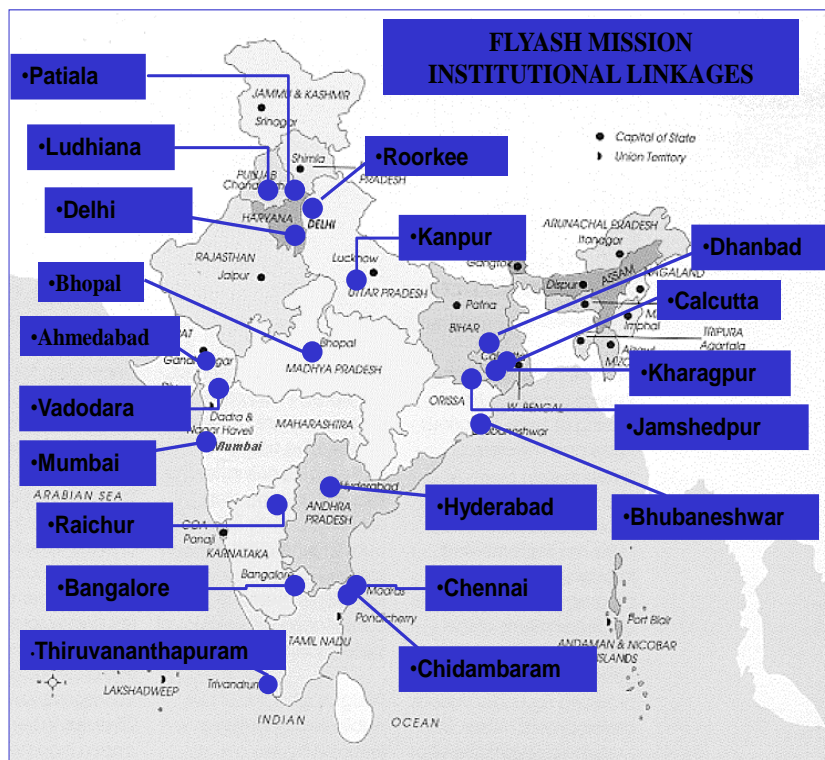 FLYASH MISSION
INSTITUTIONAL LINKAGES
•Patiala
JAMMU & KASHMIR
Srinagar
Capital of State
Union Territory
•Ludhiana
Shimla
PRADESH
•Roorkee
PUNJAB
•Delhi
HARYANA
DELHI
•Kanpur
ARUNACHAL PRADESH
Itanagar
•Dhanbad
RAJASTHAN
Jaipur
Lucknow
UTTAR PRADESH
Gangtok
Dispur
ASSAM
NAGALAND
•Bhopal
Patna
BIHAR
•Calcutta
Imphal
TRIPURA
Agartala
•Ahmedabad
Bhopal
MADHYA PRADESH
•Kharagpur
•Vadodara
Dadra &
Nagar Haveli
ORISSA
W. BENGAL
•Jamshedpur
MAHARASHTRA
•Mumbai
Mumbai
ARABIAN SEA
Hyderabad
•Hyderabad
•Bhubaneshwar
•Raichur
GOA
Panaji
ANDHRA
PRADESH
KARNATAKA
•Bangalore
Bangalore
Madras
•Chennai
Pondicherry
Port Blair
TAMIL NADU
ANDAMAN & NICOBAR
ISLANDS
•Thiruvananthapuram
•Chidambaram
LAKSHADWEEP
Trivandrum
INDIAN
OCEAN